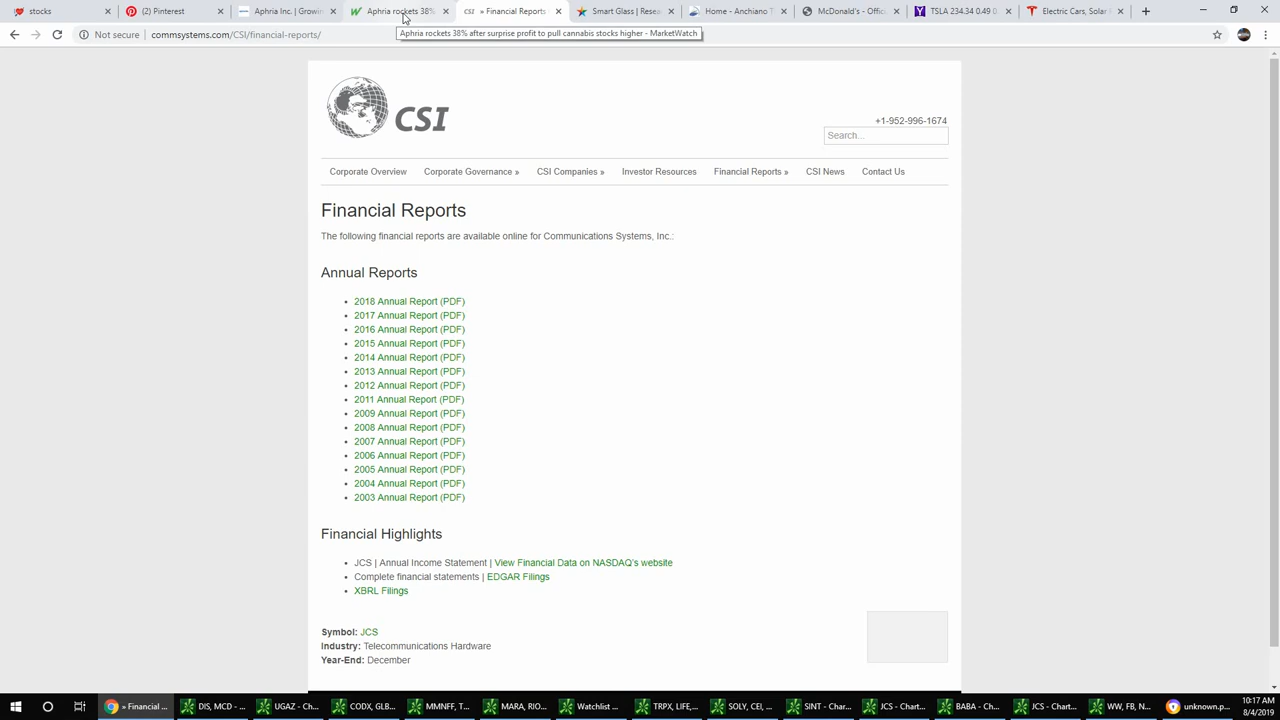 stocks
Pinterest
Aphria Inc. | Growin
Aphria rockets 38%
CSI » Financial Reports
Smart Glass | Resea
Home - Anchiano T
McDonald's - Offic
TSLA 234.34 0.49 0
Electric Cars, Solar
Not secure | commsystems.com/CSI/financial-reports/
Aphria rockets 38% after surprise profit to pull cannabis stocks higher - MarketWatch
CSI
+1-952-996-1674
Search...
Corporate Overview Corporate Governance » CSI Companies » Investor Resources Financial Reports » CSI News Contact Us
Financial Reports
The following financial reports are available online for Communications Systems, Inc.:
Annual Reports
• 2018 Annual Report (PDF)
• 2017 Annual Report (PDF)
• 2016 Annual Report (PDF)
• 2015 Annual Report (PDF)
• 2014 Annual Report (PDF)
• 2013 Annual Report (PDF)
• 2012 Annual Report (PDF)
• 2011 Annual Report (PDF)
• 2009 Annual Report (PDF)
• 2008 Annual Report (PDF)
• 2007 Annual Report (PDF)
• 2006 Annual Report (PDF)
• 2005 Annual Report (PDF)
• 2004 Annual Report (PDF)
• 2003 Annual Report (PDF)
Financial Highlights
• JCS | Annual Income Statement | View Financial Data on NASDAQ's website
• Complete financial statements | EDGAR Filings
• XBRL Filings
Symbol: JCS
Industry: Telecommunications Hardware
Year-End: December
» Financial ...
DIS, MCD - ...
UGAZ - Ch...
CODX, GLB...
MMNFF, T...
MARA, RIO...
Watchlist ...
TRPX, LIFE,...
SOLY, CEI, ...
SINT - Char...
JCS - Chart...
BABA - Cha...
JCS - Chart...
WW, FB, N...
unknown.p...
10:17 AM
8/4/2019